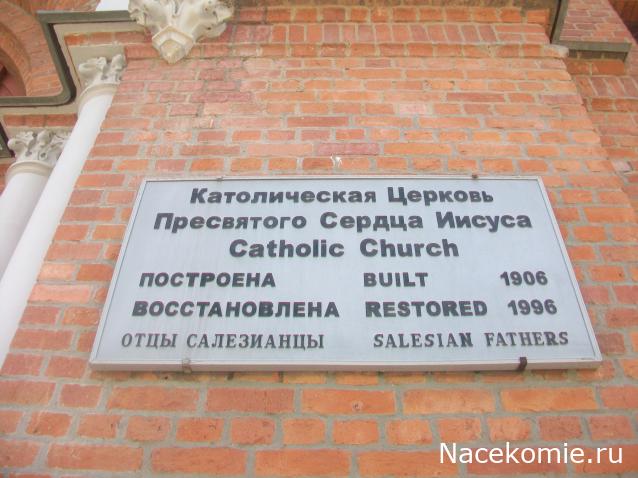 Католическая Церковь
Пресвятого Сердца Иисуса
Catholic Church
ПОСТРОЕНА BUILT 1906
ВОССТАНОВЛЕНА RESTORED 1996
ОТЦЫ САЛЕЗИАНЦЫ SALESIAN FATHERS
Nacekomie.ru